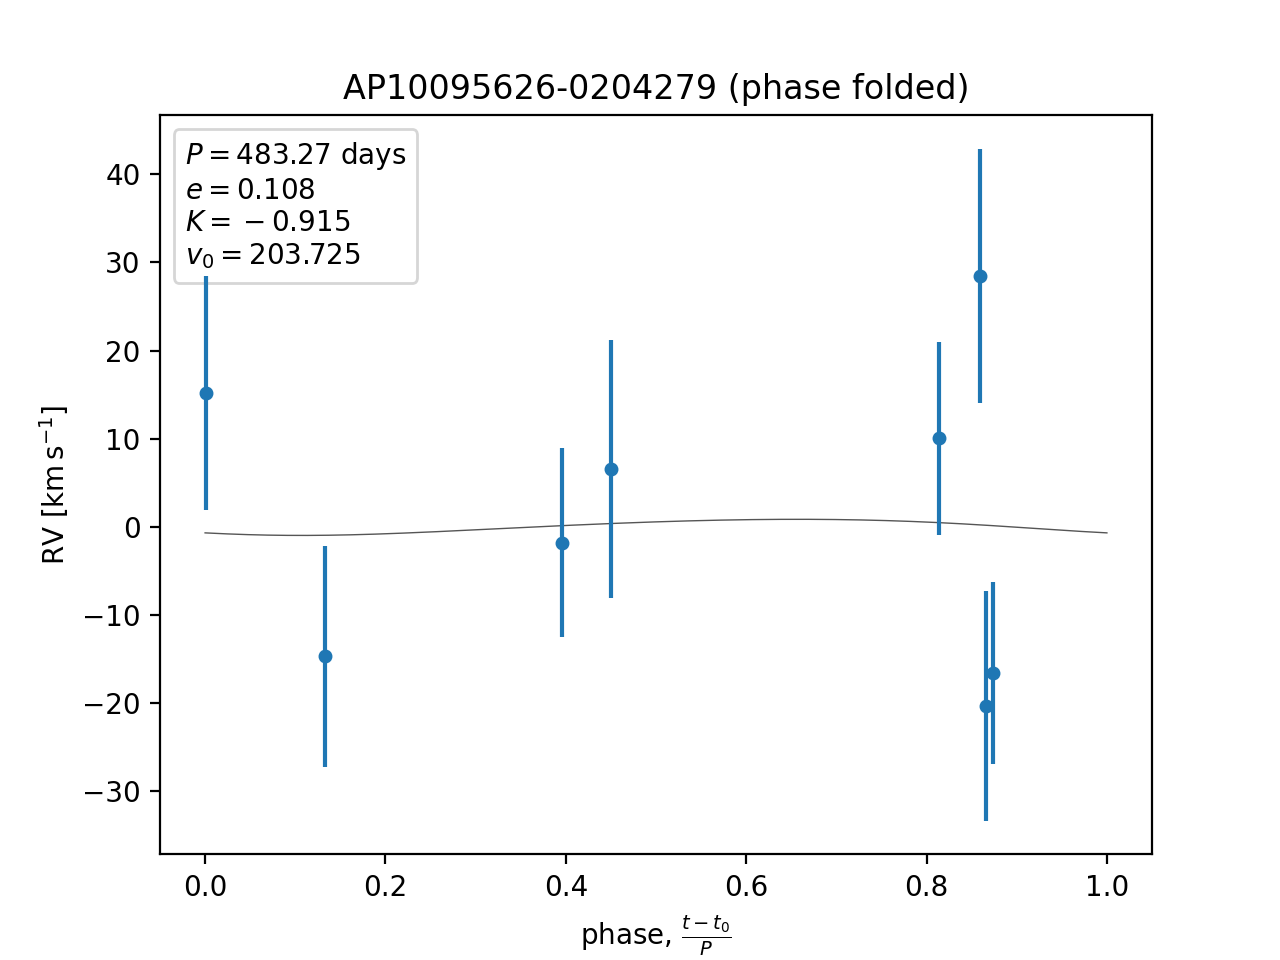 AP10095626-0204279 (phase folded)
P = 483.27 days
e = 0.108
K = −0.915
v₀ = 203.725
RV [km s⁻¹]
40
30
20
10
0
−10
−20
−30
0.0 0.2 0.4 0.6 0.8 1.0
phase, (t − t₀)/P